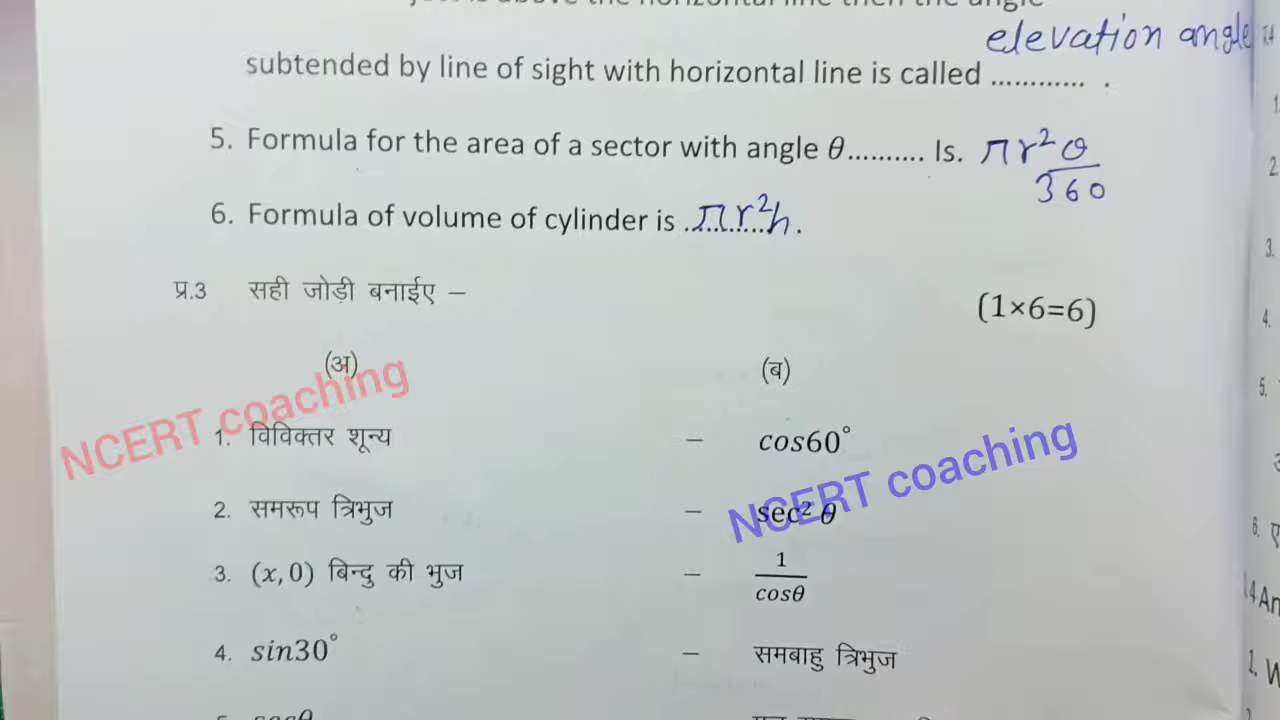 elevation angle
subtended by line of sight with horizontal line is called ............ .
5. Formula for the area of a sector with angle θ.......... Is. πr²θ/360
6. Formula of volume of cylinder is ..πr²h.
प्र.3 सही जोड़ी बनाईए – (1×6=6)
(अ) (ब)
NCERT coaching
1. विविक्तर शून्य – cos60°
NCERT coaching
2. समरूप त्रिभुज – sec² θ
3. (x, 0) बिन्दु की भुज – 1/cosθ
4. sin30° – समबाहु त्रिभुज